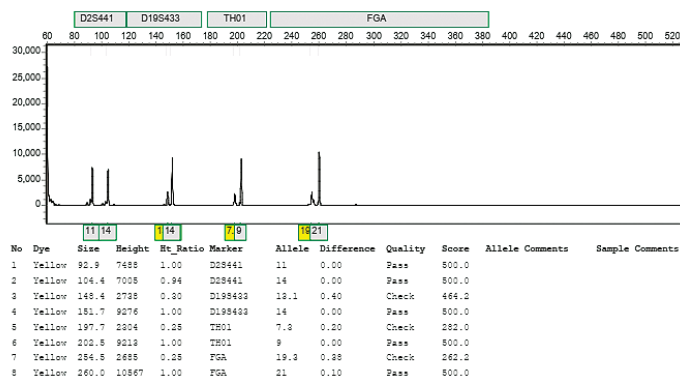 D2S441 D19S433 TH01 FGA
60 80 100 120 140 160 180 200 220 240 260 280 300 320 340 360 380 400 420 440 460 480 500 520
30,000
25,000
20,000
15,000
10,000
5,000
0
11 14 1 14 7. 9 19 21
No Dye Size Height Ht_Ratio Marker Allele Difference Quality Score Allele Comments Sample Comments
1 Yellow 92.9 7488 1.00 D2S441 11 0.00 Pass 500.0
2 Yellow 104.4 7005 0.94 D2S441 14 0.00 Pass 500.0
3 Yellow 148.4 2738 0.30 D19S433 13.1 0.40 Check 464.2
4 Yellow 151.7 9276 1.00 D19S433 14 0.00 Pass 500.0
5 Yellow 197.7 2304 0.25 TH01 7.3 0.20 Check 282.0
6 Yellow 202.5 9213 1.00 TH01 9 0.00 Pass 500.0
7 Yellow 254.5 2685 0.25 FGA 19.3 0.38 Check 262.2
8 Yellow 260.0 10567 1.00 FGA 21 0.10 Pass 500.0